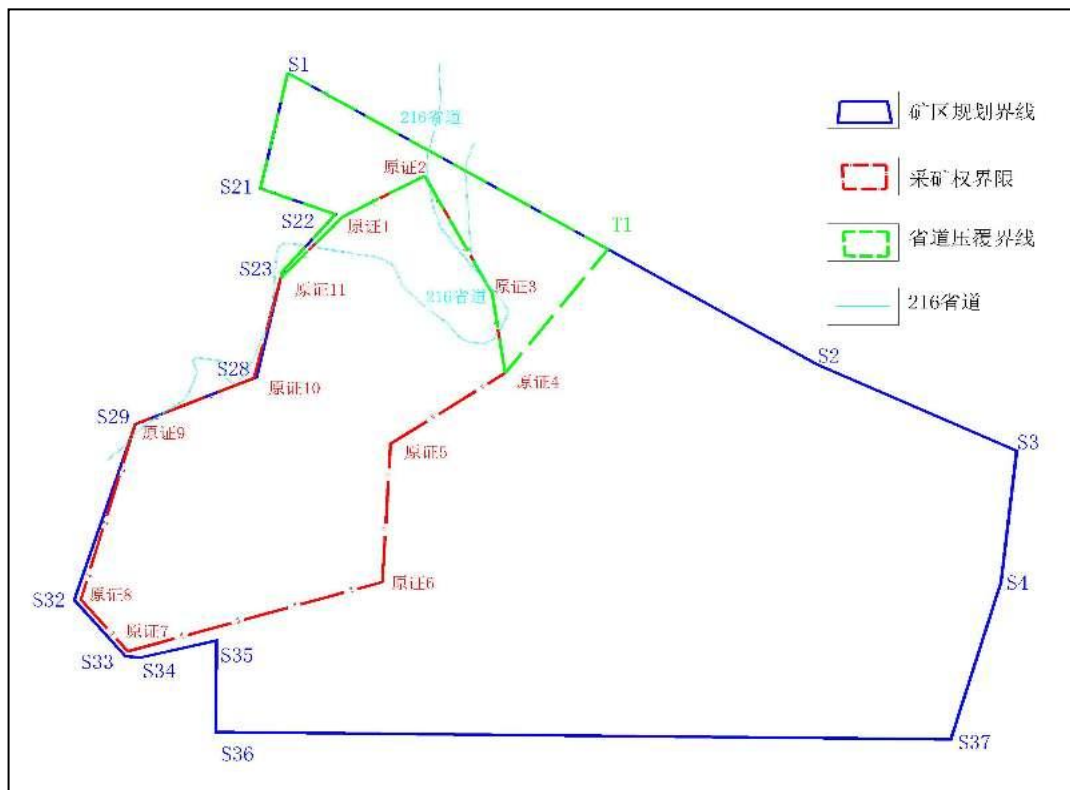 S1
216省道
原证2
S21
S22
原证1
T1
S23
原证11
216省道
原证3
S28
原证10
原证4
S2
S29
原证9
原证5
S3
原证6
S4
S32
原证8
原证7
S33
S34
S35
S36
S37
矿区规划界线
采矿权界限
省道压覆界线
216省道